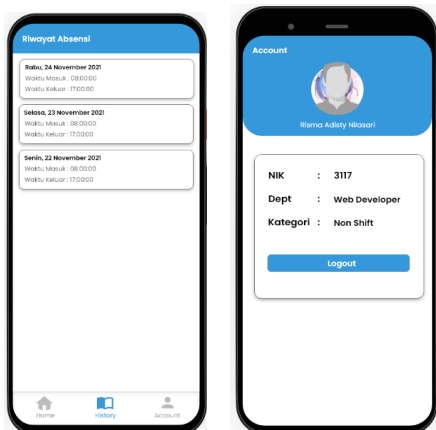 Riwayat Absensi
Rabu, 24 November 2021
Waktu Masuk : 08:00:00
Waktu Keluar : 17:00:00
Selasa, 23 November 2021
Waktu Masuk : 08.00:00
Waktu Keluar : 17:00:00
Senin, 22 November 2021
Waktu Masuk : 08:00:00
Waktu Keluar : 17:00:00
Home
History
Account
Account
Risma Adisty Nilasari
NIK : 3117
Dept : Web Developer
Kategori : Non Shift
Logout